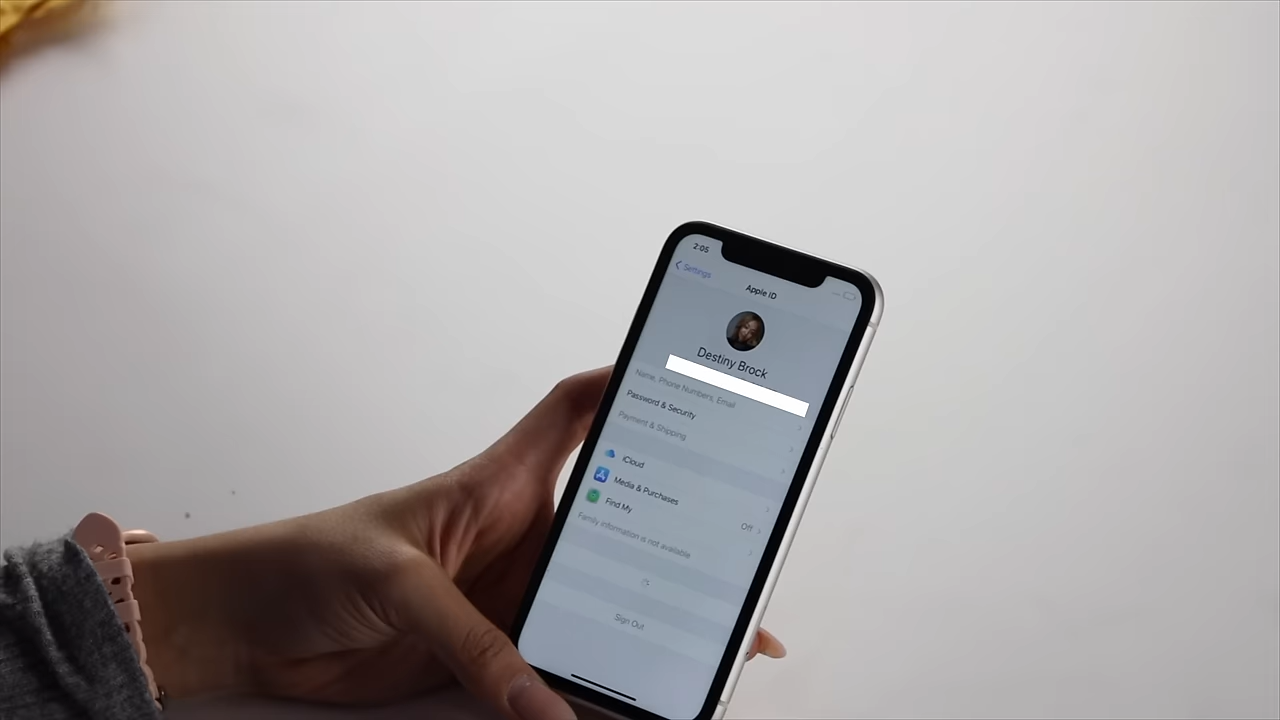 2:05
Settings
Apple ID
Destiny Brock
Name, Phone Numbers, Email
Password & Security
Payment & Shipping
iCloud
Media & Purchases
Find My
Off
Family information is not available
Sign Out